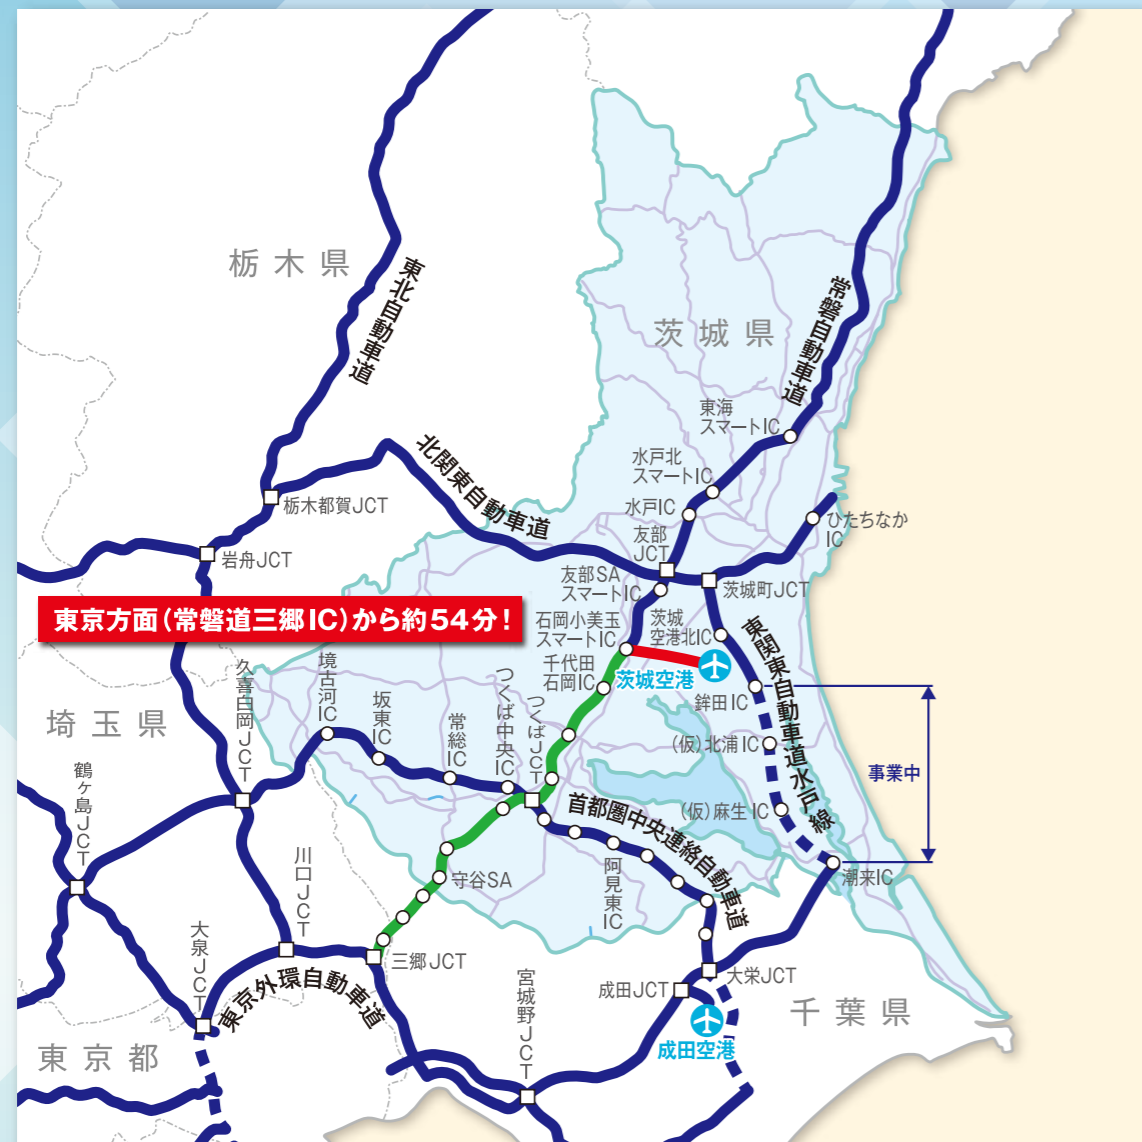 栃木県
東北自動車道
茨城県
常磐自動車道
東海
スマートIC
北関東自動車道
水戸北
スマートIC
水戸IC
栃木都賀JCT
ひたちなか
IC
友部
JCT
岩舟JCT
友部SA
スマートIC
茨城町JCT
東京方面(常磐道三郷IC)から約54分!
石岡小美玉
スマートIC
茨城
空港北IC
東関東自動車道水戸線
千代田
石岡IC
茨城空港
久喜白岡JCT
境古河IC
坂東IC
常総IC
つくば中央IC
つくばJCT
鉾田IC
埼玉県
(仮)北浦IC
事業中
鶴ヶ島JCT
首都圏中央連絡自動車道
(仮)麻生IC
川口JCT
守谷SA
阿見東IC
潮来IC
大泉JCT
三郷JCT
東京外環自動車道
宮城野JCT
成田JCT
大栄JCT
千葉県
東京都
成田空港